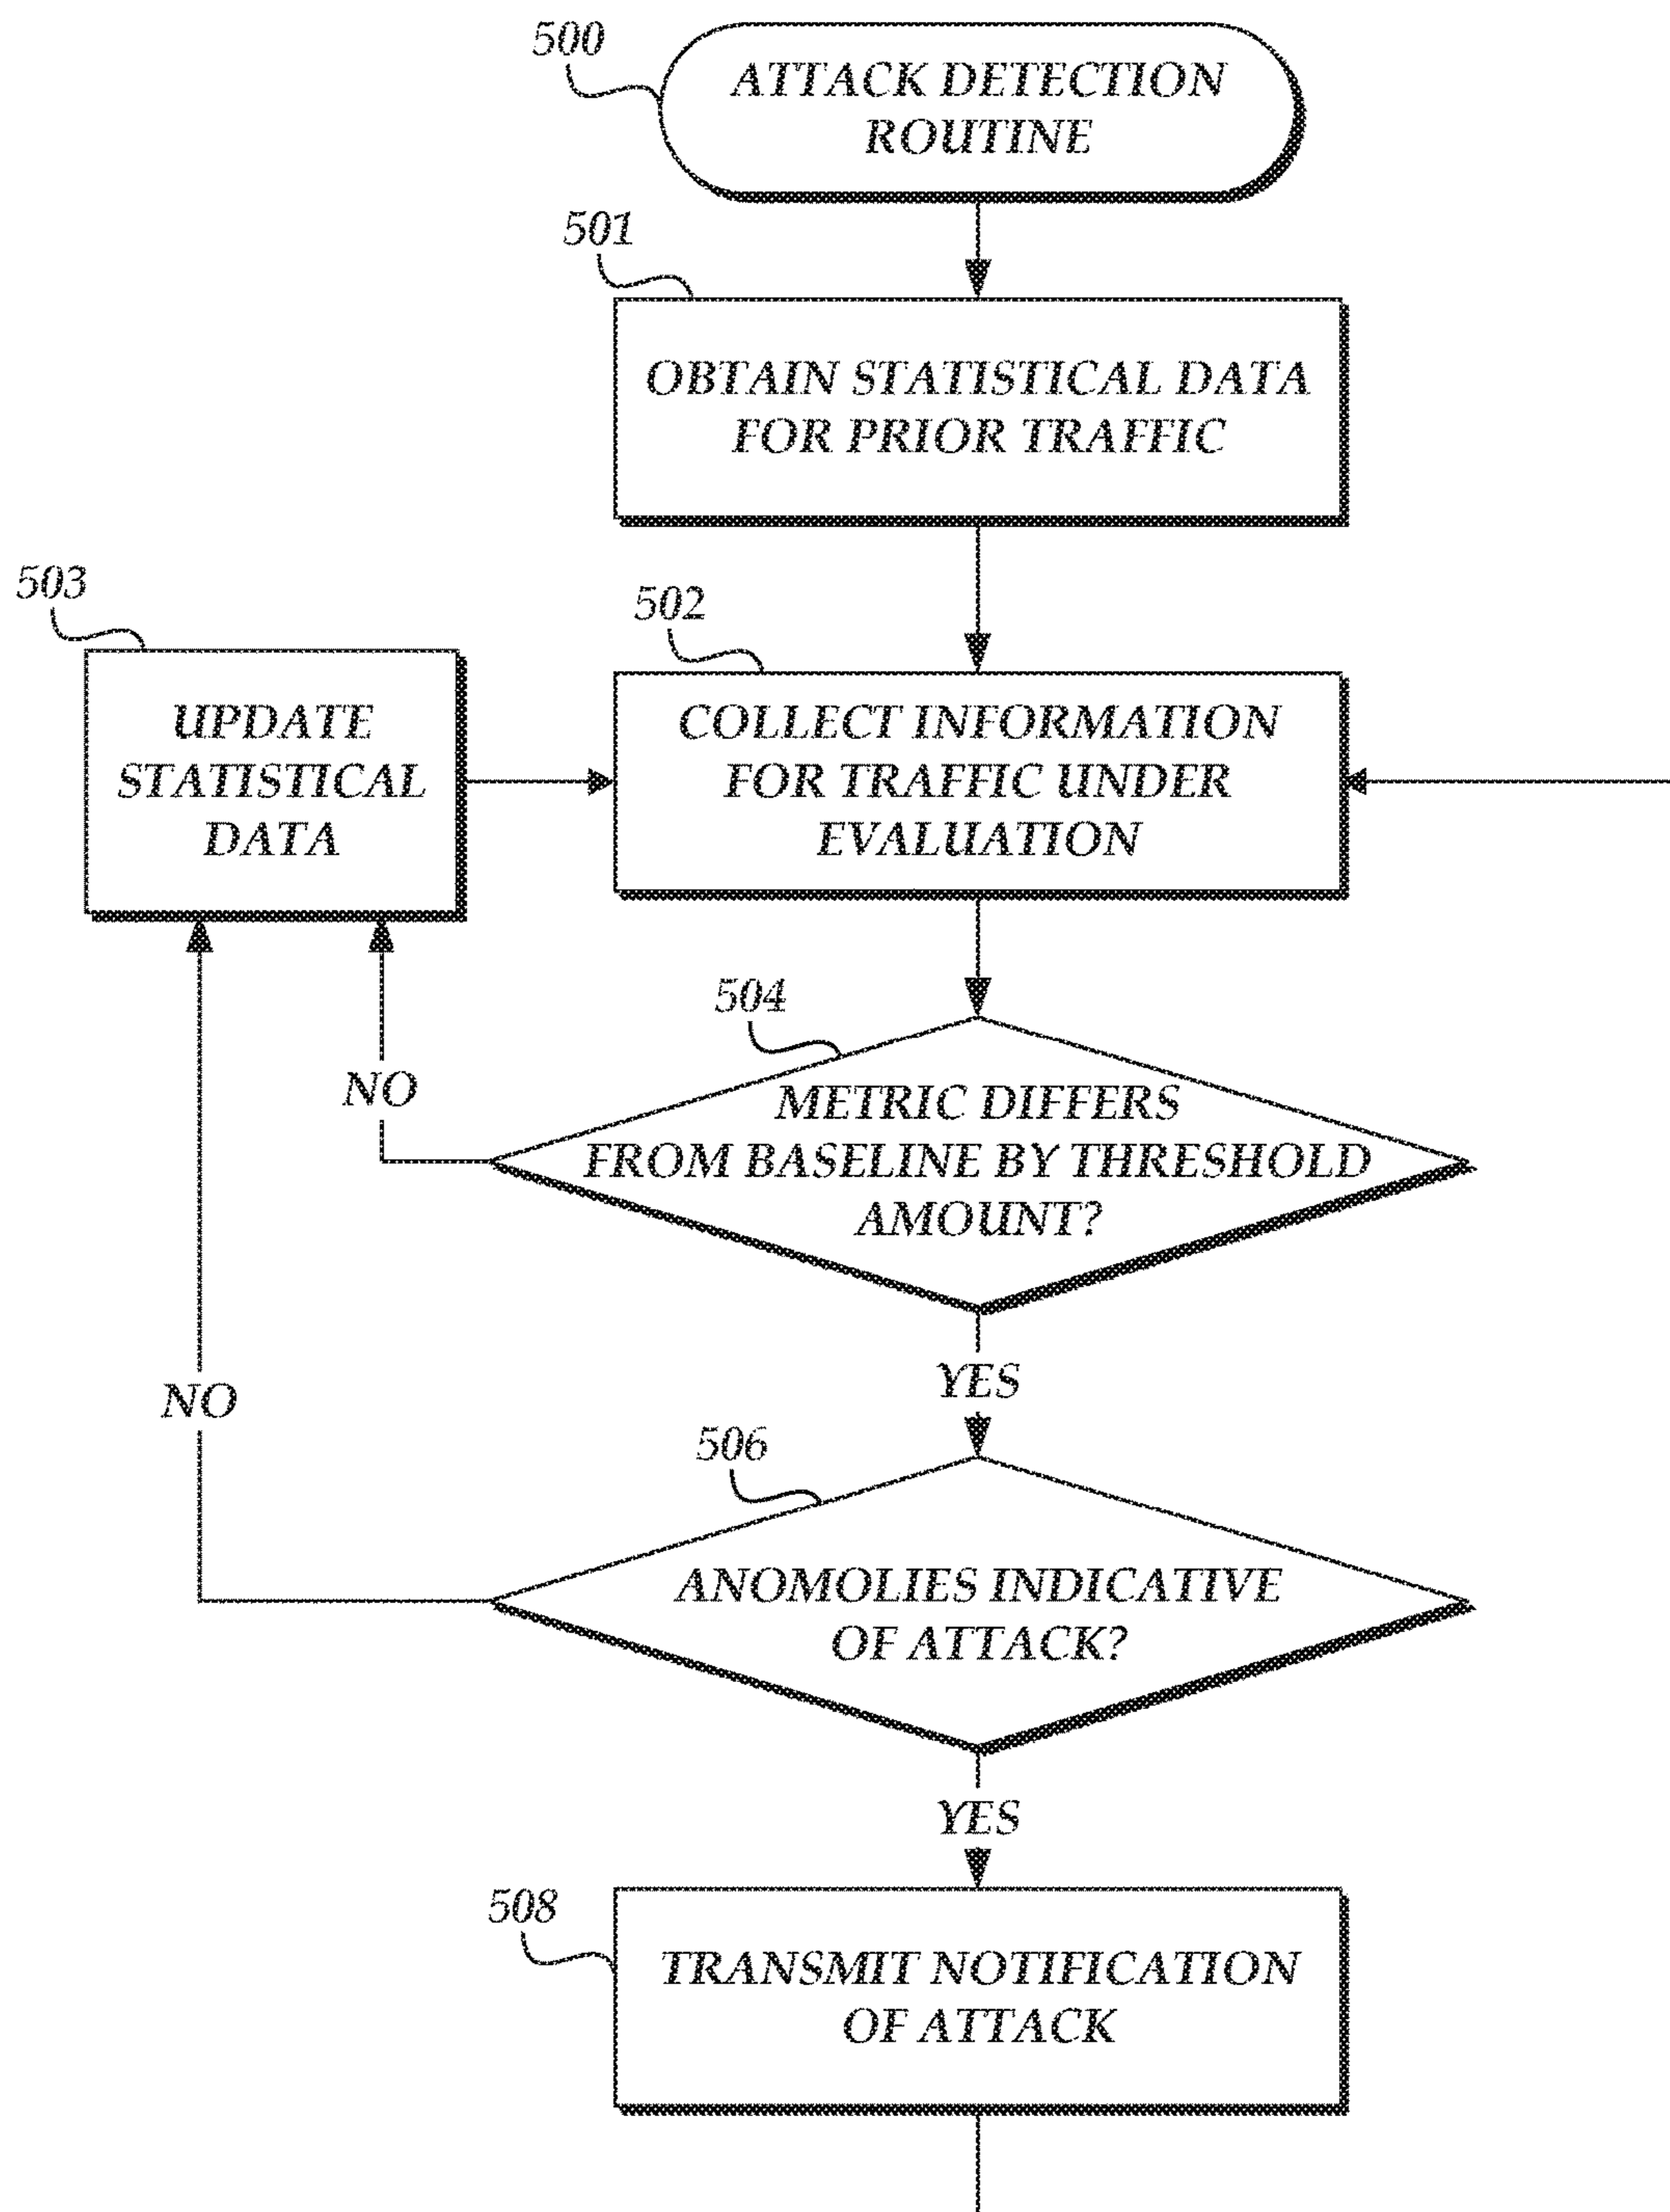 500
ATTACK DETECTION
ROUTINE
501
OBTAIN STATISTICAL DATA
FOR PRIOR TRAFFIC
503
UPDATE
STATISTICAL
DATA
502
COLLECT INFORMATION
FOR TRAFFIC UNDER
EVALUATION
504
NO
METRIC DIFFERS
FROM BASELINE BY THRESHOLD
AMOUNT?
YES
NO
506
ANOMOLIES INDICATIVE
OF ATTACK?
YES
508
TRANSMIT NOTIFICATION
OF ATTACK